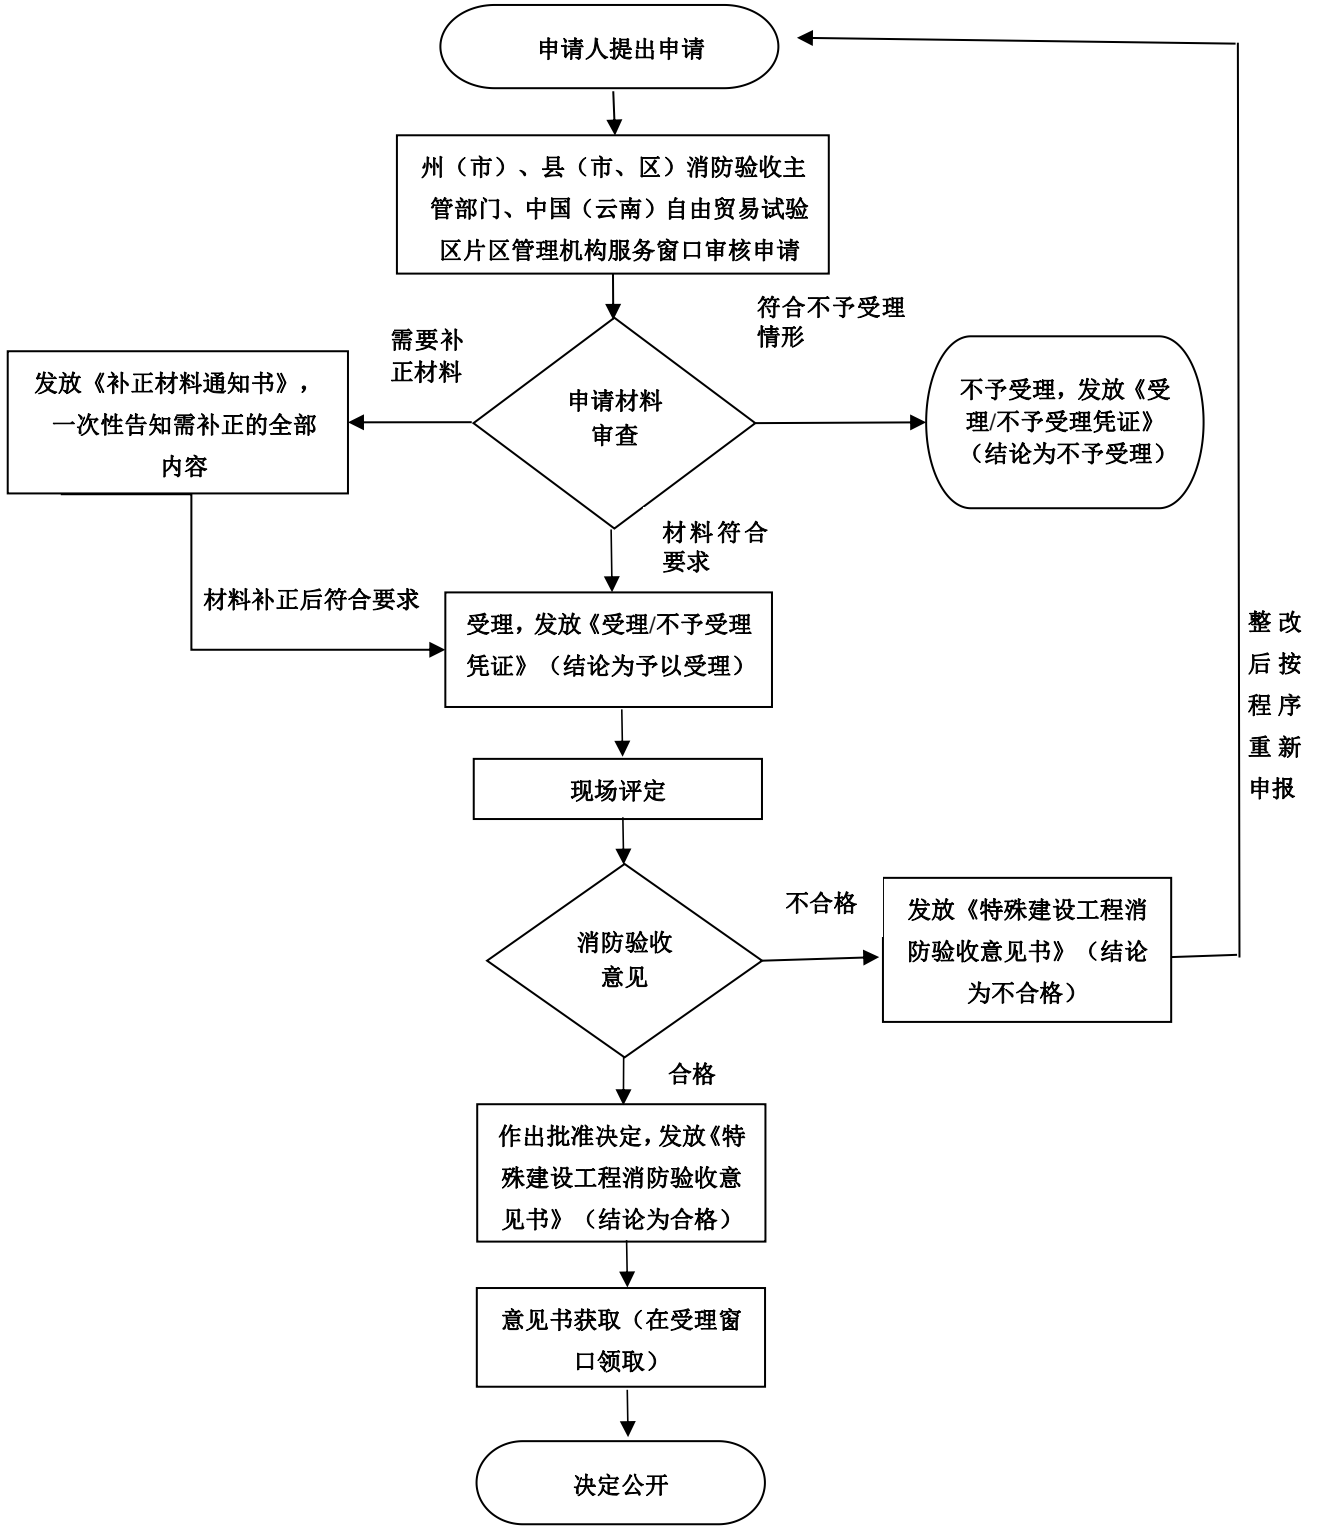 申请人提出申请
州（市）、县（市、区）消防验收主
管部门、中国（云南）自由贸易试验
区片区管理机构服务窗口审核申请
符合不予受理
情形
需要补
正材料
发放《补正材料通知书》，
一次性告知需补正的全部
内容
申请材料
审查
不予受理，发放《受
理/不予受理凭证》
（结论为不予受理）
材料符合
要求
材料补正后符合要求
受理，发放《受理/不予受理
凭证》（结论为予以受理）
整改
后按
程序
重新
申报
现场评定
消防验收
意见
不合格
发放《特殊建设工程消
防验收意见书》（结论
为不合格）
合格
作出批准决定，发放《特
殊建设工程消防验收意
见书》（结论为合格）
意见书获取（在受理窗
口领取）
决定公开